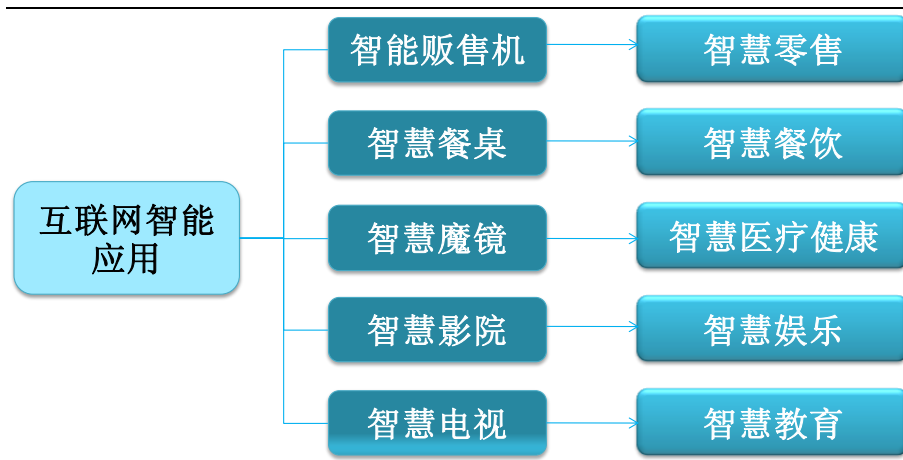 智能贩售机
智慧零售
智慧餐桌
智慧餐饮
互联网智能
应用
智慧魔镜
智慧医疗健康
智慧影院
智慧娱乐
智慧电视
智慧教育